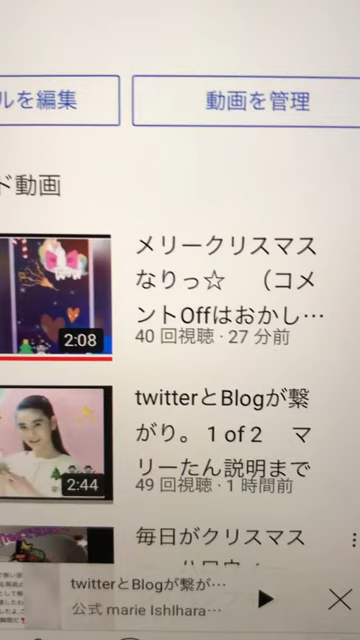 ルを編集
動画を管理
ド動画
メリークリスマス
なりっ☆ （コメ
ントOffはおかし…
40 回視聴・27 分前
2:08
twitterとBlogが繋
がり。１of２ マ
リーたん説明まで
49 回視聴・1 時間前
2:44
毎日がクリスマス
twitterとBlogが繋が…
公式 marie IshIhara…